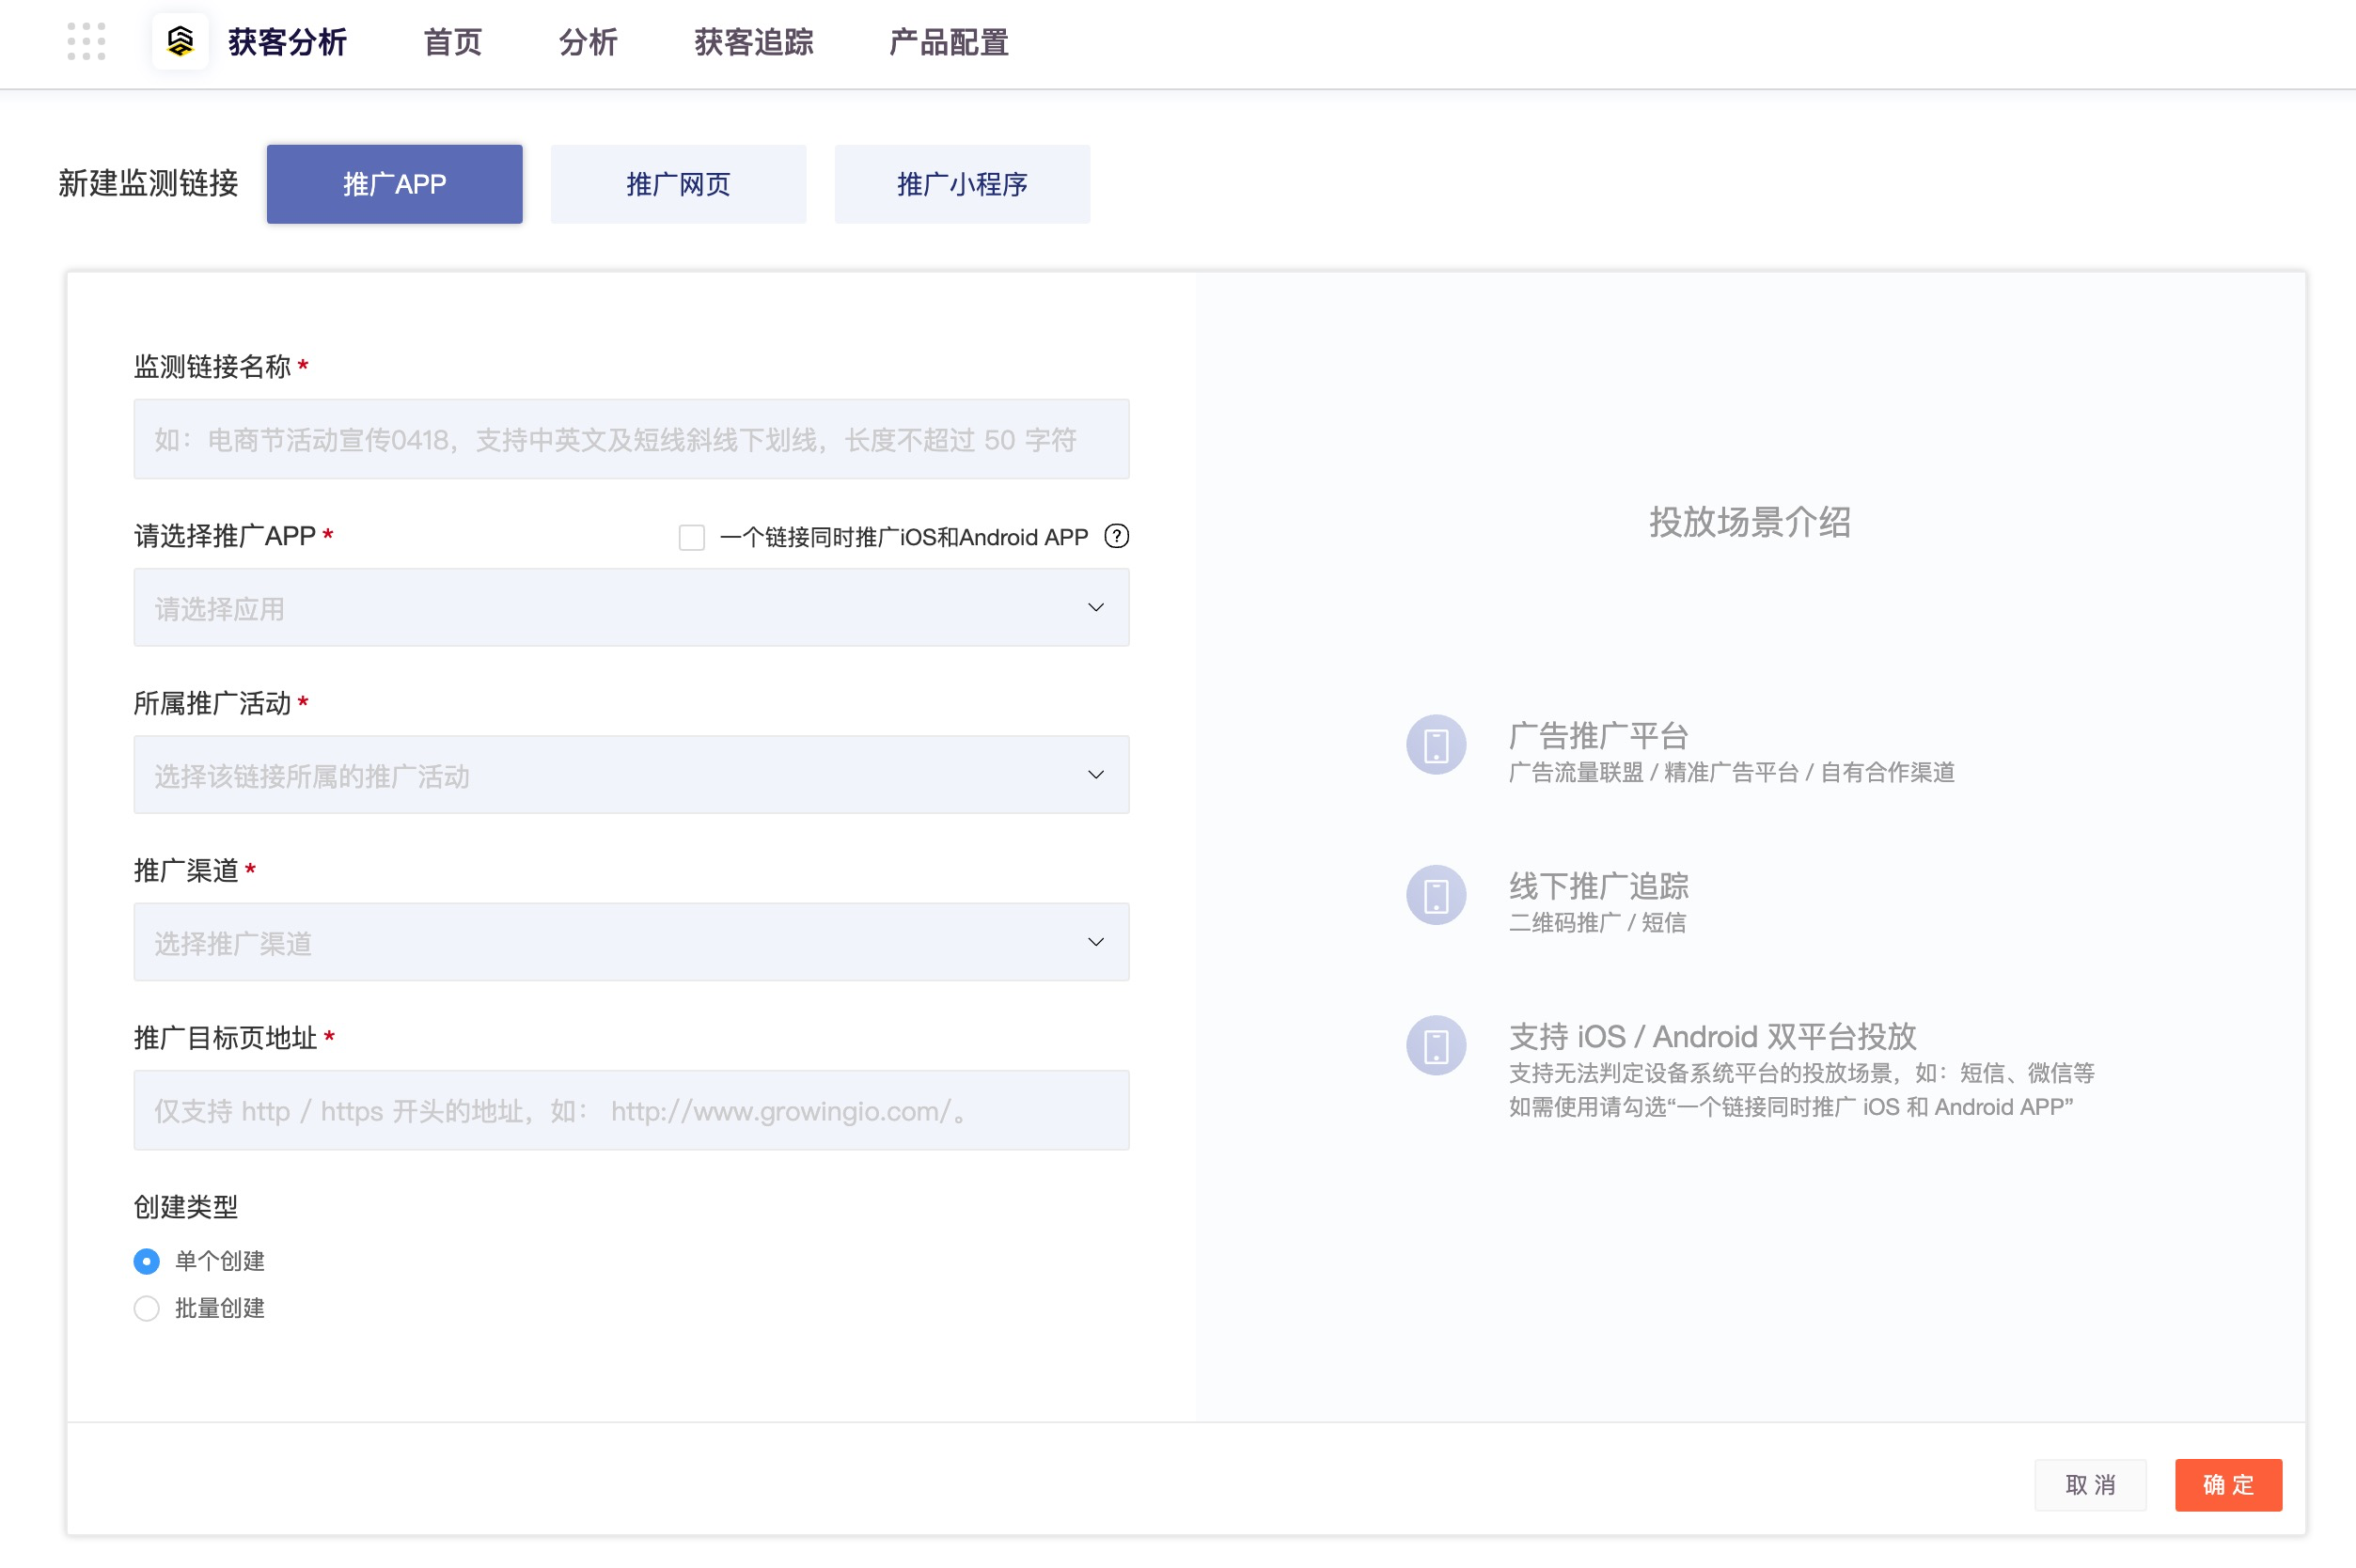 获客分析 首页 分析 获客追踪 产品配置
新建监测链接 推广APP 推广网页 推广小程序
监测链接名称*
如：电商节活动宣传0418，支持中英文及短线斜线下划线，长度不超过 50 字符
请选择推广APP* 一个链接同时推广iOS和Android APP ?
请选择应用
所属推广活动*
选择该链接所属的推广活动
推广渠道*
选择推广渠道
推广目标页地址*
仅支持 http / https 开头的地址，如： http://www.growingio.com/。
创建类型
单个创建
批量创建
投放场景介绍
广告推广平台
广告流量联盟 / 精准广告平台 / 自有合作渠道
线下推广追踪
二维码推广 / 短信
支持 iOS / Android 双平台投放
支持无法判定设备系统平台的投放场景，如：短信、微信等
如需使用请勾选“一个链接同时推广 iOS 和 Android APP”
取 消 确 定